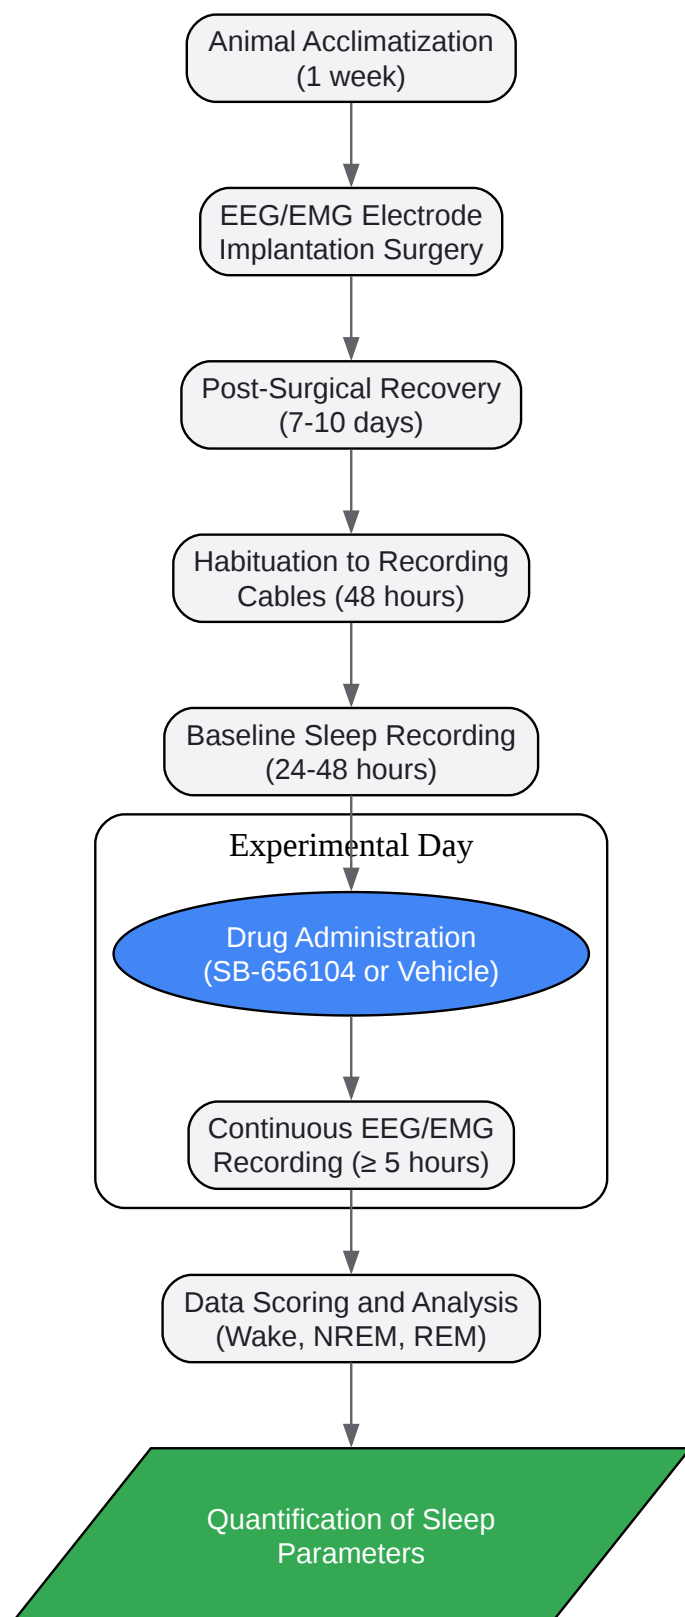 Animal Acclimatization
(1 week)
EEG/EMG Electrode
Implantation Surgery
Post-Surgical Recovery
(7-10 days)
Habituation to Recording
Cables (48 hours)
Baseline Sleep Recording
(24-48 hours)
Experimental Day
Drug Administration
(SB-656104 or Vehicle)
Continuous EEG/EMG
Recording (≥ 5 hours)
Data Scoring and Analysis
(Wake, NREM, REM)
Quantification of Sleep
Parameters